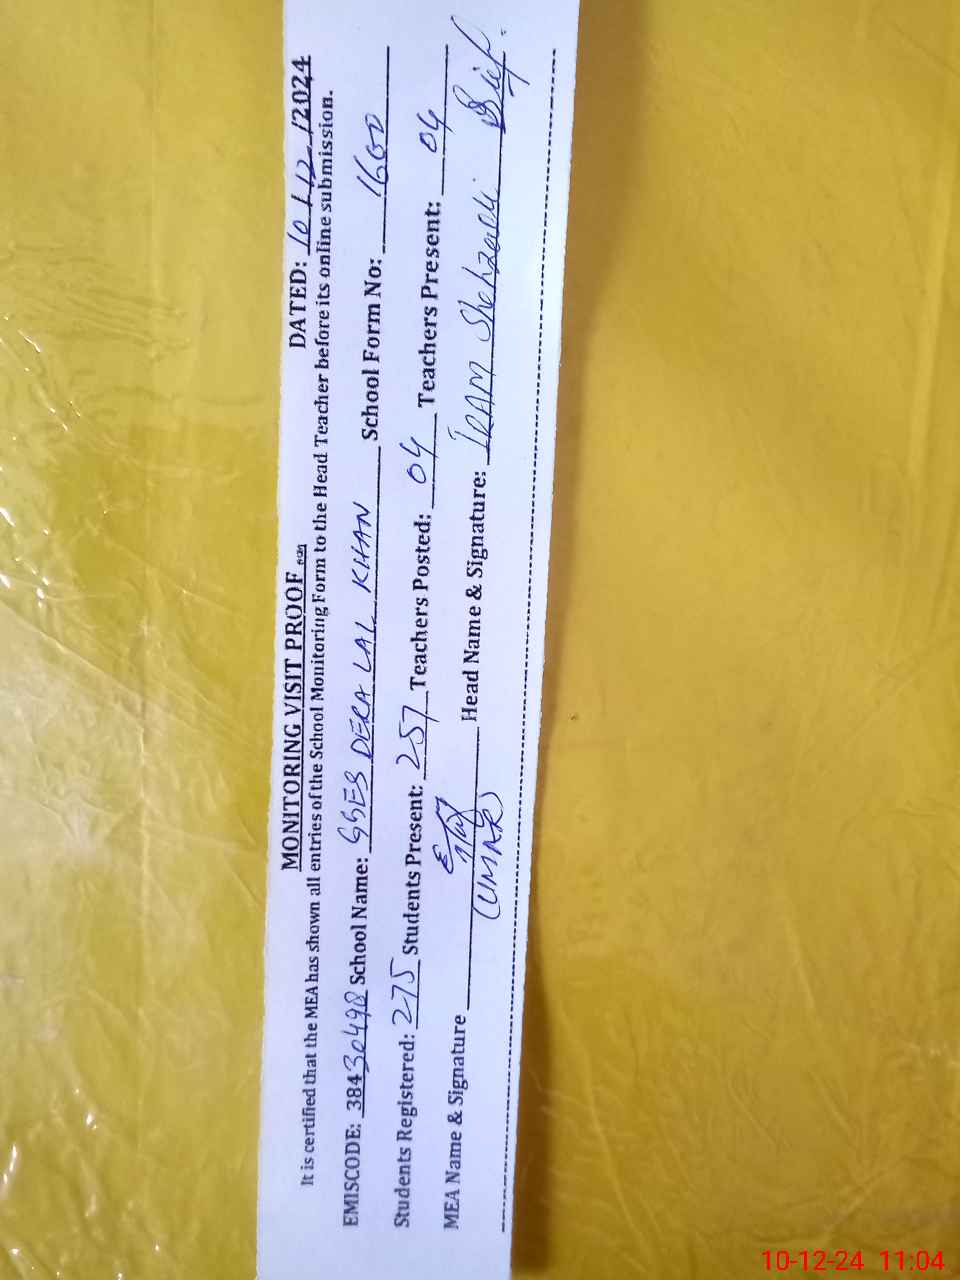 MONITORING VISIT PROOF
DATED: 10/12/2024
It is certified that the MEA has shown all entries of the School Monitoring Form to the Head Teacher before its online submission.
EMISCODE: 38430498 School Name: GGES DERA LAL KHAN School Form No: 1660
Students Registered: 275 Students Present: 257 Teachers Posted: 04 Teachers Present: 04
MEA Name & Signature Head Name & Signature: IRAM Shehzadi
(UMAR)
10-12-24 11:04